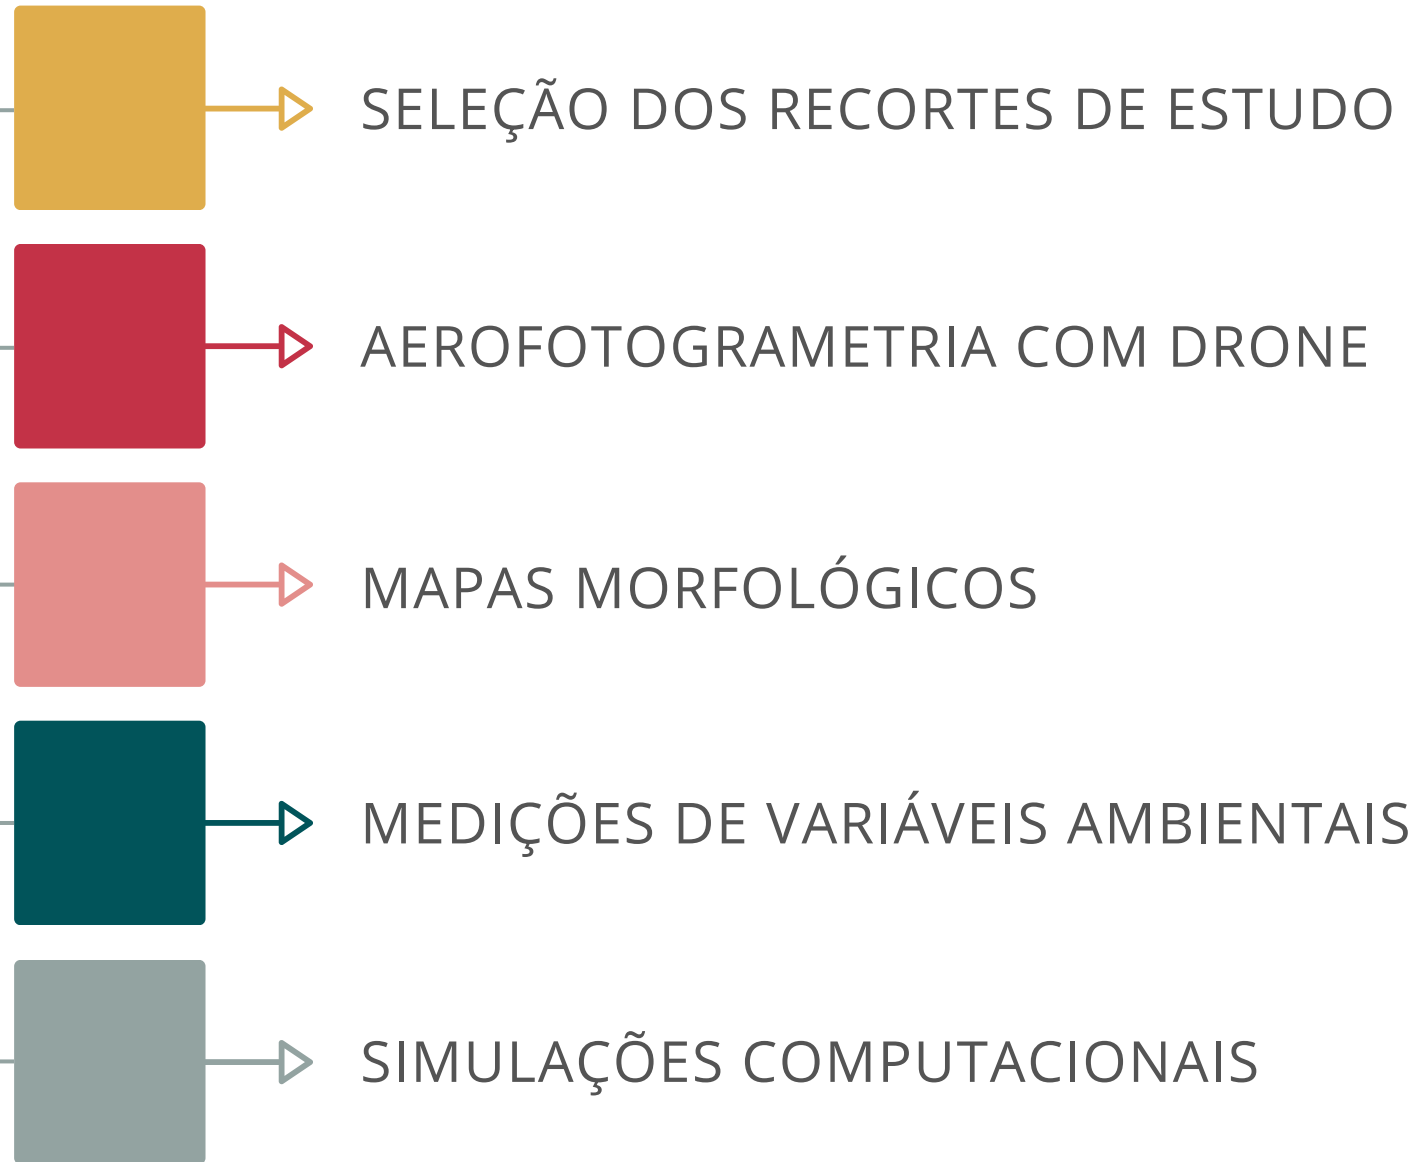 SELEÇÃO DOS RECORTES DE ESTUDO
AEROFOTOGRAMETRIA COM DRONE
MAPAS MORFOLÓGICOS
MEDIÇÕES DE VARIÁVEIS AMBIENTAIS
SIMULAÇÕES COMPUTACIONAIS